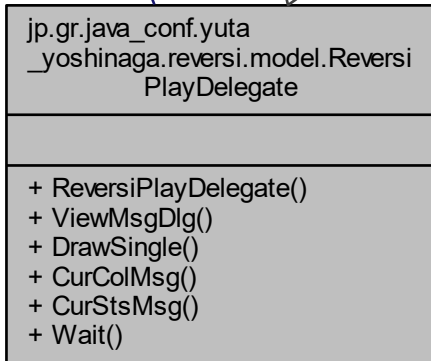 jp.gr.java_conf.yuta
_yoshinaga.reversi.model.Reversi
PlayDelegate
+ ReversiPlayDelegate()
+ ViewMsgDlg()
+ DrawSingle()
+ CurColMsg()
+ CurStsMsg()
+ Wait()